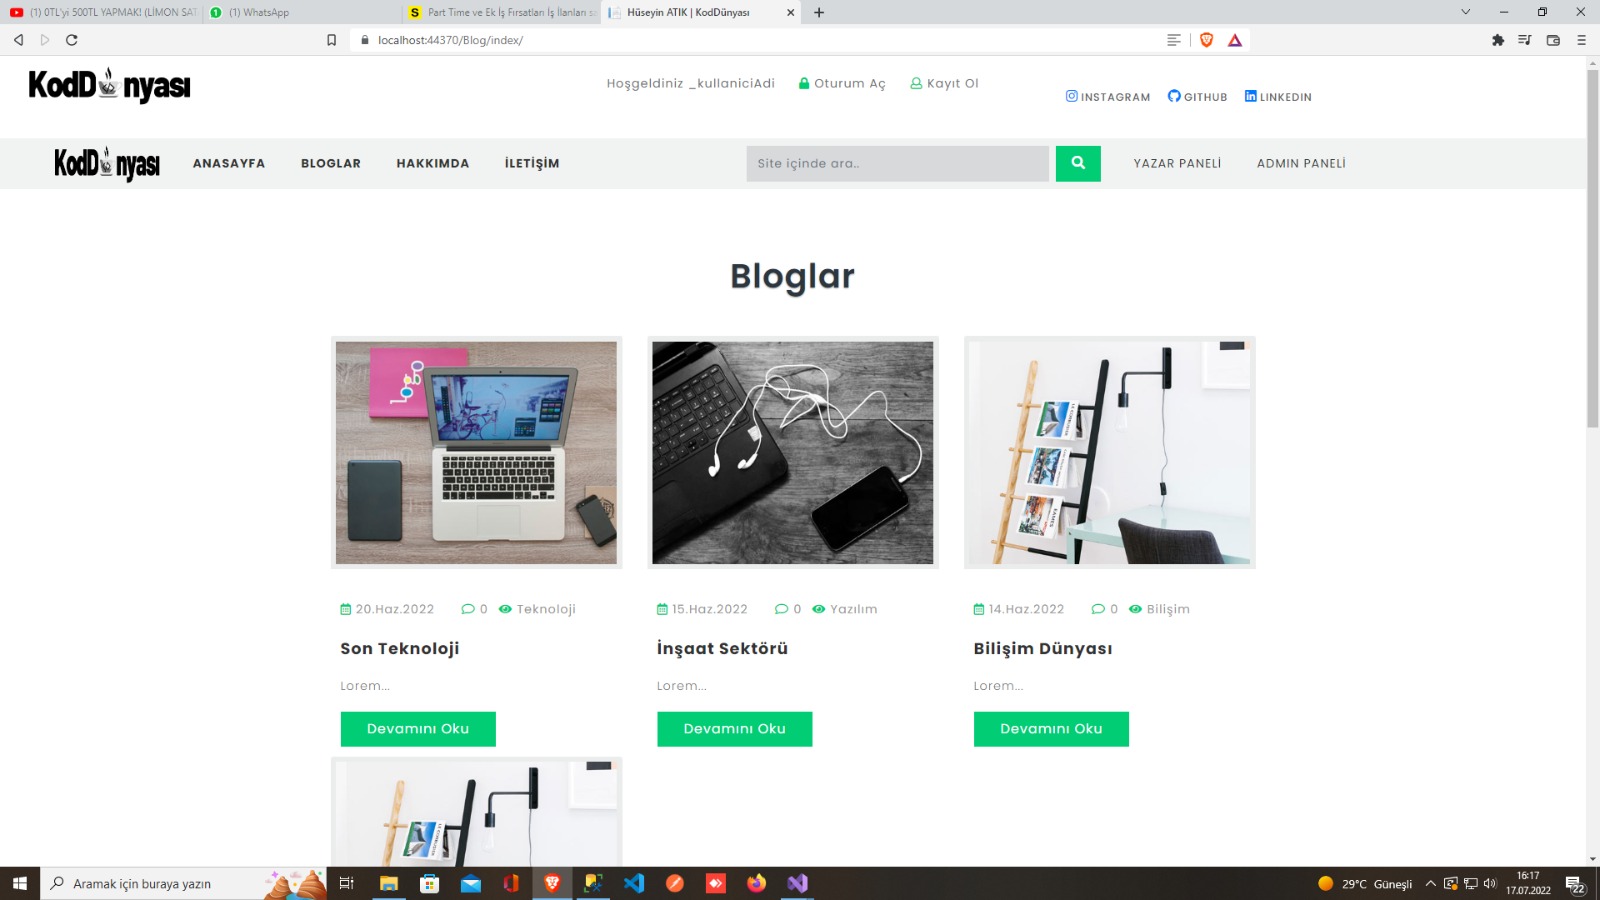 (1) 0TL'yi 500TL YAPMAK! (LİMON SAT
(1) WhatsApp
Part Time ve Ek İş Fırsatları İş İlanları sa
Hüseyin ATIK | KodDünyası
localhost:44370/Blog/index/
KodDünyası
Hoşgeldiniz _kullaniciAdi
Oturum Aç
Kayıt Ol
INSTAGRAM
GITHUB
LINKEDIN
KodDünyası
ANASAYFA
BLOGLAR
HAKKIMDA
İLETİŞİM
Site içinde ara..
YAZAR PANELİ
ADMIN PANELİ
Bloglar
20.Haz.2022 0 Teknoloji
Son Teknoloji
Lorem...
Devamını Oku
15.Haz.2022 0 Yazılım
İnşaat Sektörü
Lorem...
Devamını Oku
14.Haz.2022 0 Bilişim
Bilişim Dünyası
Lorem...
Devamını Oku
Aramak için buraya yazın
29°C Güneşli
16:17
17.07.2022
22